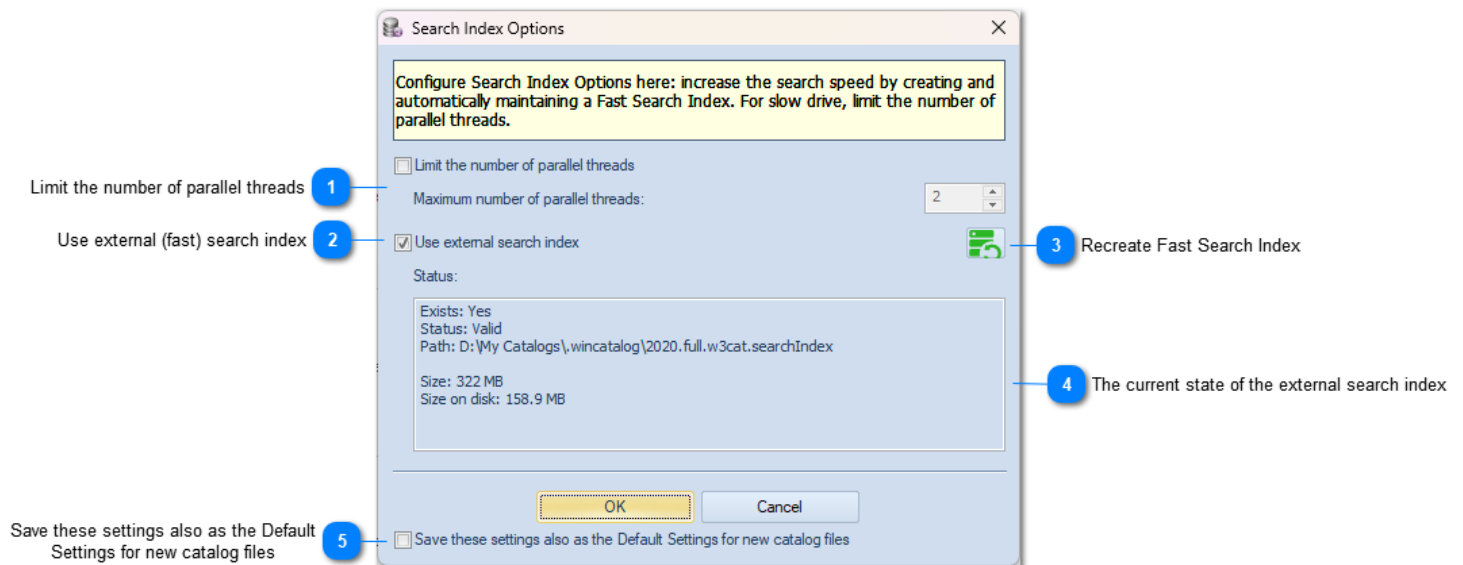 Search Index Options
Configure Search Index Options here: increase the search speed by creating and
automatically maintaining a Fast Search Index. For slow drive, limit the number of
parallel threads.
Limit the number of parallel threads
Limit the number of parallel threads 1
Maximum number of parallel threads: 2
Use external (fast) search index 2
Use external search index
3 Recreate Fast Search Index
Status:
Exists: Yes
Status: Valid
Path: D:\My Catalogs\.wincatalog\2020.full.w3cat.searchIndex
Size: 322 MB
Size on disk: 158.9 MB
4 The current state of the external search index
OK Cancel
Save these settings also as the Default
Settings for new catalog files
5
Save these settings also as the Default Settings for new catalog files